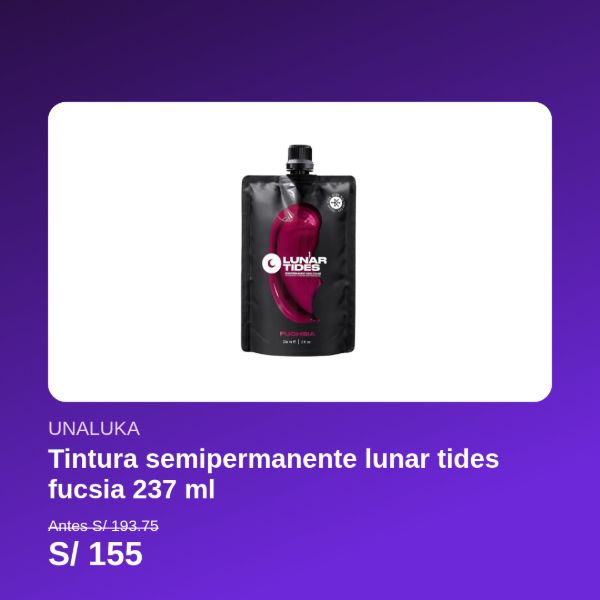 LUNAR
TIDES
FUCHSIA
UNALUKA
Tintura semipermanente lunar tides
fucsia 237 ml
Antes S/ 193.75
S/ 155